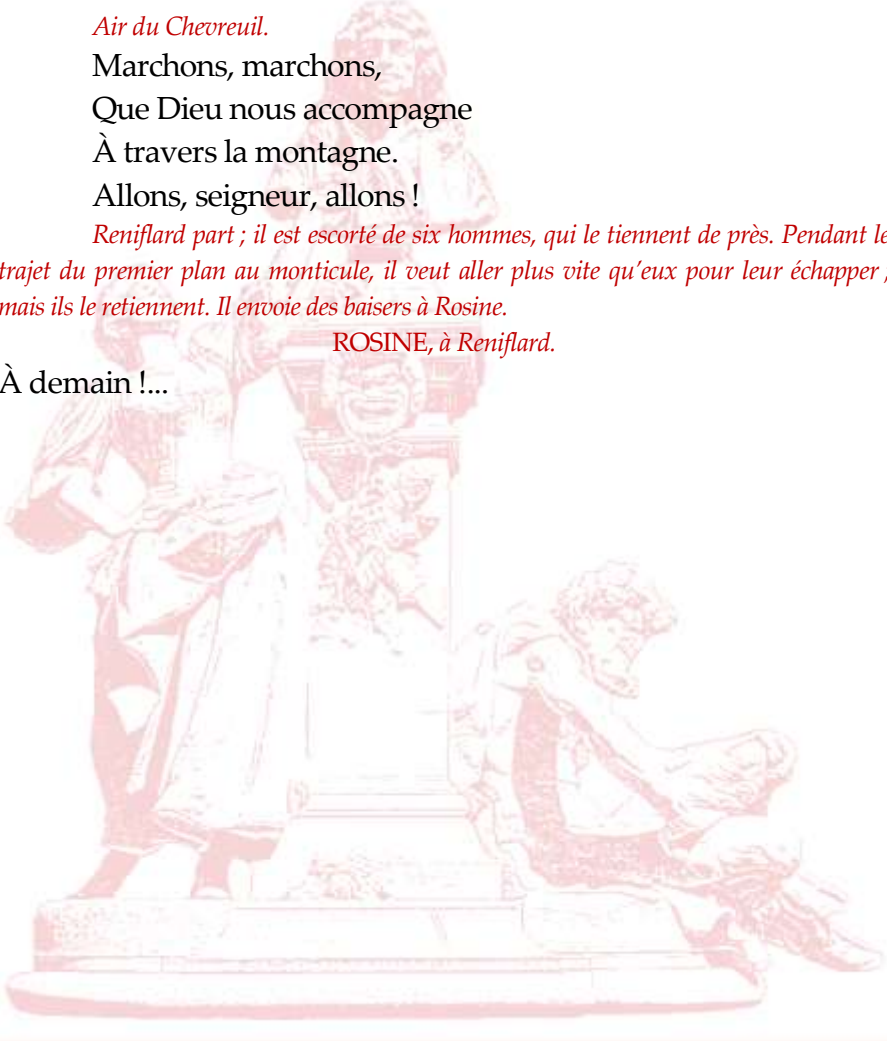 Air du Chevreuil.
Marchons, marchons,
Que Dieu nous accompagne
À travers la montagne.
Allons, seigneur, allons !
Reniflard part ; il est escorté de six hommes, qui le tiennent de près. Pendant le
trajet du premier plan au monticule, il veut aller plus vite qu’eux pour leur échapper ;
mais ils le retiennent. Il envoie des baisers à Rosine.
ROSINE, à Reniflard.
À demain !...